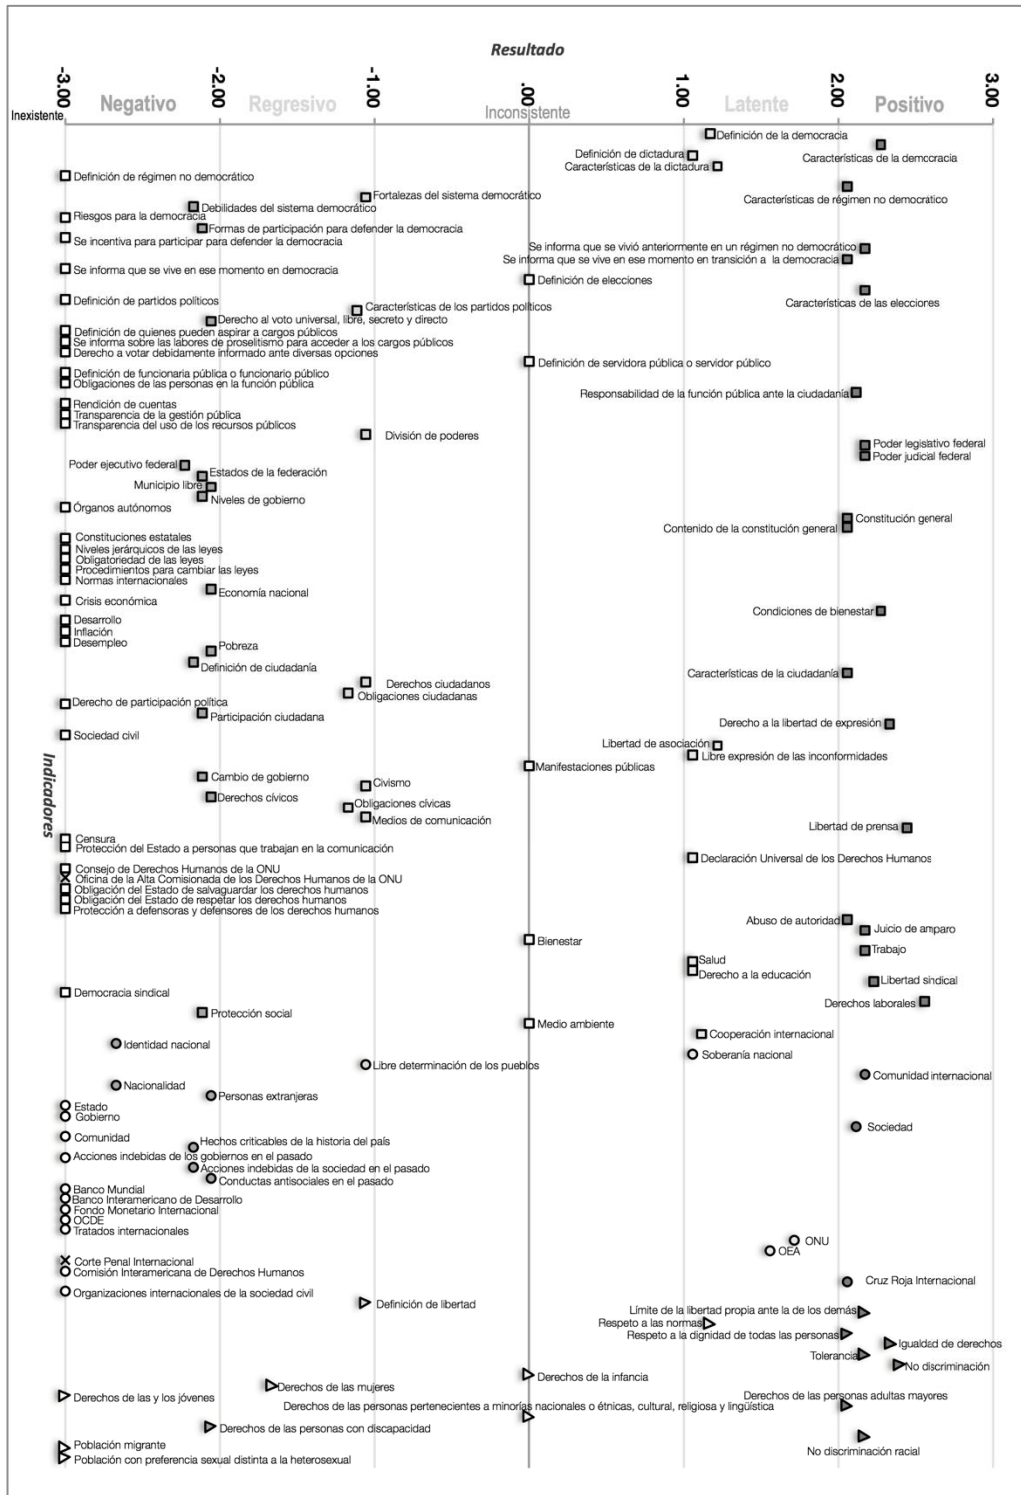 Resultado
-3.00
-2.00
-1.00
.00
1.00
2.00
3.00
Negativo
Regresivo
Inconsistente
Latente
Positivo
Inexistente
Definición de la democracia
Características de la democracia
Definición de dictadura
Características de la dictadura
Definición de régimen no democrático
Características de régimen no democrático
Fortalezas del sistema democrático
Debilidades del sistema democrático
Riesgos para la democracia
Formas de participación para defender la democracia
Se incentiva para participar para defender la democracia
Se informa que se vivió anteriormente en un régimen no democrático
Se informa que se vive en ese momento en transición a la democracia
Se informa que se vive en ese momento en democracia
Definición de elecciones
Características de las elecciones
Definición de partidos políticos
Características de los partidos políticos
Derecho al voto universal, libre, secreto y directo
Definición de quienes pueden aspirar a cargos públicos
Se informa sobre las labores de proselitismo para acceder a los cargos públicos
Derecho a votar debidamente informado ante diversas opciones
Definición de servidora pública o servidor público
Definición de funcionaria pública o funcionario público
Obligaciones de las personas en la función pública
Responsabilidad de la función pública ante la ciudadanía
Rendición de cuentas
Transparencia de la gestión pública
Transparencia del uso de los recursos públicos
División de poderes
Poder legislativo federal
Poder judicial federal
Poder ejecutivo federal
Estados de la federación
Municipio libre
Niveles de gobierno
Órganos autónomos
Constitución general
Contenido de la constitución general
Constituciones estatales
Niveles jerárquicos de las leyes
Obligatoriedad de las leyes
Procedimientos para cambiar las leyes
Normas internacionales
Economía nacional
Crisis económica
Condiciones de bienestar
Desarrollo
Inflación
Desempleo
Pobreza
Definición de ciudadanía
Características de la ciudadanía
Derechos ciudadanos
Obligaciones ciudadanas
Derecho de participación política
Participación ciudadana
Derecho a la libertad de expresión
Sociedad civil
Libertad de asociación
Libre expresión de las inconformidades
Manifestaciones públicas
Indicadores
Cambio de gobierno
Civismo
Derechos cívicos
Obligaciones cívicas
Medios de comunicación
Libertad de prensa
Censura
Protección del Estado a personas que trabajan en la comunicación
Declaración Universal de los Derechos Humanos
Consejo de Derechos Humanos de la ONU
Oficina de la Alta Comisionada de los Derechos Humanos de la ONU
Obligación del Estado de salvaguardar los derechos humanos
Obligación del Estado de respetar los derechos humanos
Protección a defensoras y defensores de los derechos humanos
Abuso de autoridad
Juicio de amparo
Bienestar
Trabajo
Salud
Derecho a la educación
Libertad sindical
Democracia sindical
Derechos laborales
Protección social
Medio ambiente
Cooperación internacional
Identidad nacional
Soberanía nacional
Libre determinación de los pueblos
Comunidad internacional
Nacionalidad
Personas extranjeras
Estado
Gobierno
Sociedad
Comunidad
Hechos criticables de la historia del país
Acciones indebidas de los gobiernos en el pasado
Acciones indebidas de la sociedad en el pasado
Conductas antisociales en el pasado
Banco Mundial
Banco Interamericano de Desarrollo
Fondo Monetario Internacional
OCDE
Tratados internacionales
ONU
OEA
Corte Penal Internacional
Comisión Interamericana de Derechos Humanos
Cruz Roja Internacional
Organizaciones internacionales de la sociedad civil
Definición de libertad
Límite de la libertad propia ante la de los demás
Respeto a las normas
Respeto a la dignidad de todas las personas
Igualdad de derechos
Tolerancia
No discriminación
Derechos de la infancia
Derechos de las mujeres
Derechos de las y los jóvenes
Derechos de las personas adultas mayores
Derechos de las personas pertenecientes a minorías nacionales o étnicas, cultural, religiosa y lingüística
Derechos de las personas con discapacidad
No discriminación racial
Población migrante
Población con preferencia sexual distinta a la heterosexual